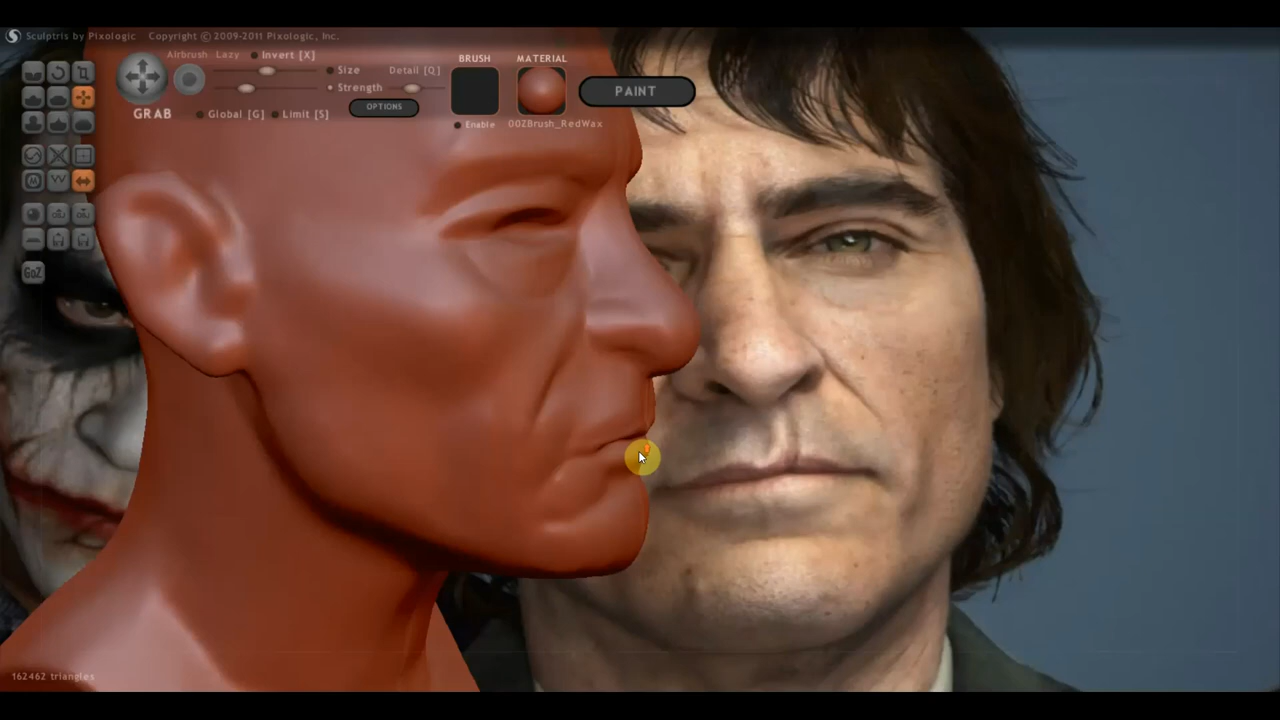 Sculptris by Pixologic Copyright © 2009-2011 Pixologic, Inc.
Airbrush Lazy Invert [X]
Size Detail [Q]
Strength
OPTIONS
GRAB
Global [G] Limit [S]
BRUSH
Enable
MATERIAL
00ZBrush_RedWax
PAINT
GoZ
162462 triangles